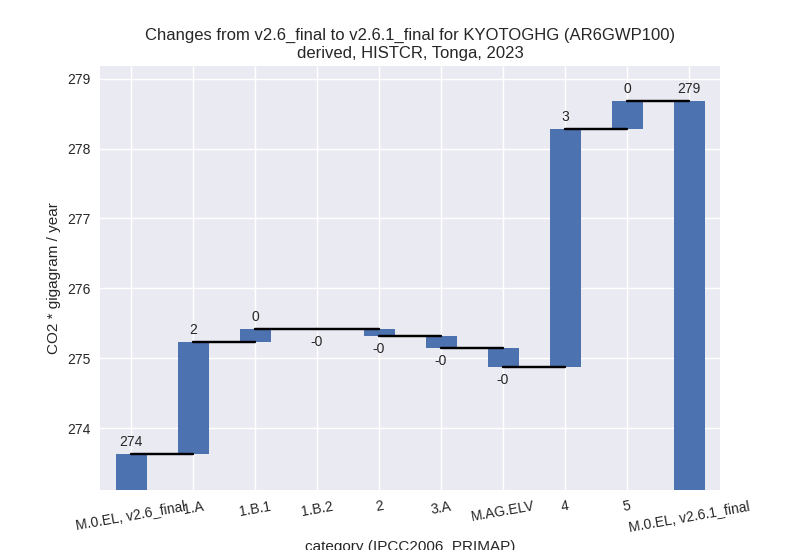 Changes from v2.6_final to v2.6.1_final for KYOTOGHG (AR6GWP100)
derived, HISTCR, Tonga, 2023
CO2 * gigagram / year
279
278
277
276
275
274
274
2
0
-0
-0
-0
-0
3
0
279
M.0.EL, v2.6_final
1.A
1.B.1
1.B.2
2
3.A
M.AG.ELV
4
5
M.0.EL, v2.6.1_final
category (IPCC2006_PRIMAP)